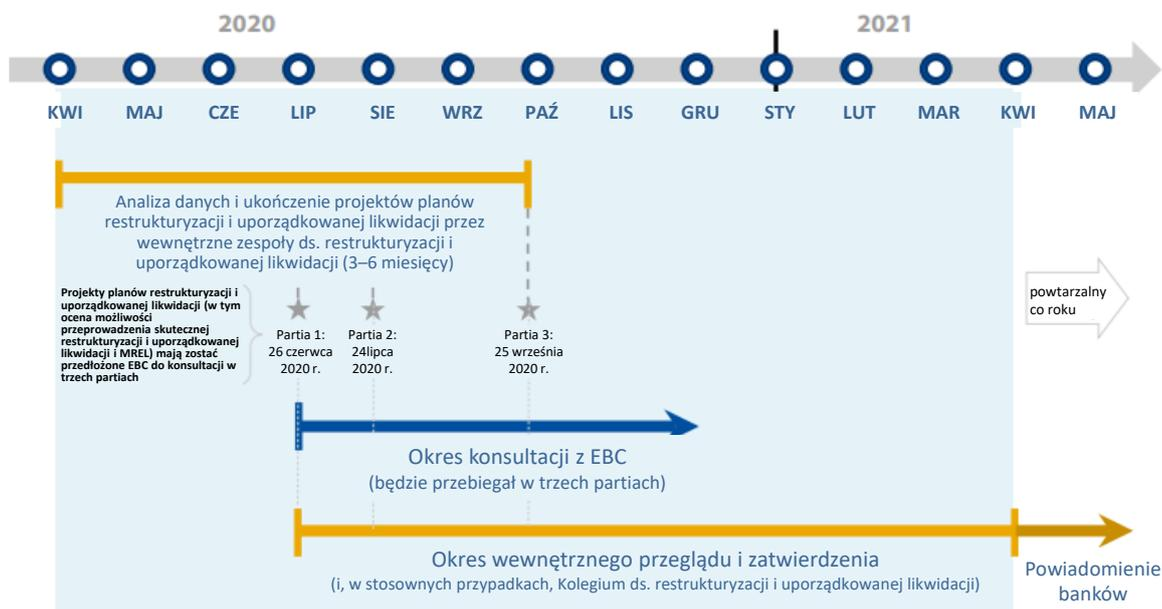 2020
2021
KWI
MAJ
CZE
LIP
SIE
WRZ
PAŹ
LIS
GRU
STY
LUT
MAR
KWI
MAJ
Analiza danych i ukończenie projektów planów
restrukturyzacji i uporządkowanej likwidacji przez
wewnętrzne zespoły ds. restrukturyzacji i
uporządkowanej likwidacji (3–6 miesięcy)
Projekty planów restrukturyzacji i
uporządkowanej likwidacji (w tym
ocena możliwości
przeprowadzenia skutecznej
restrukturyzacji i uporządkowanej
likwidacji i MREL) mają zostać
przedłożone EBC do konsultacji w
trzech partiach
Partia 1:
26 czerwca
2020 r.
Partia 2:
24lipca
2020 r.
Partia 3:
25 września
2020 r.
powtarzalny
co roku
Okres konsultacji z EBC
(będzie przebiegał w trzech partiach)
Okres wewnętrznego przeglądu i zatwierdzenia
(i, w stosownych przypadkach, Kolegium ds. restrukturyzacji i uporządkowanej likwidacji)
Powiadomienie
banków